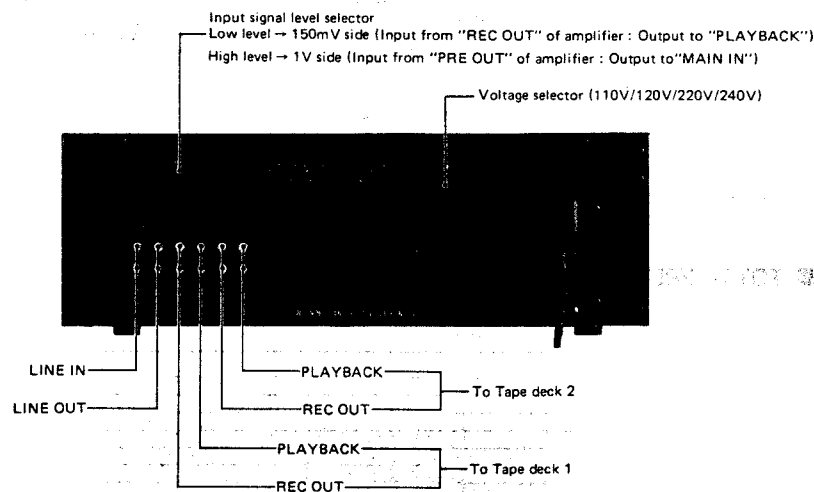 Input signal level selector
Low level → 150mV side (Input from "REC OUT" of amplifier : Output to "PLAYBACK")
High level → 1V side (Input from "PRE OUT" of amplifier : Output to"MAIN IN")
Voltage selector (110V/120V/220V/240V)
LINE IN
PLAYBACK
To Tape deck 2
LINE OUT
REC OUT
PLAYBACK
To Tape deck 1
REC OUT